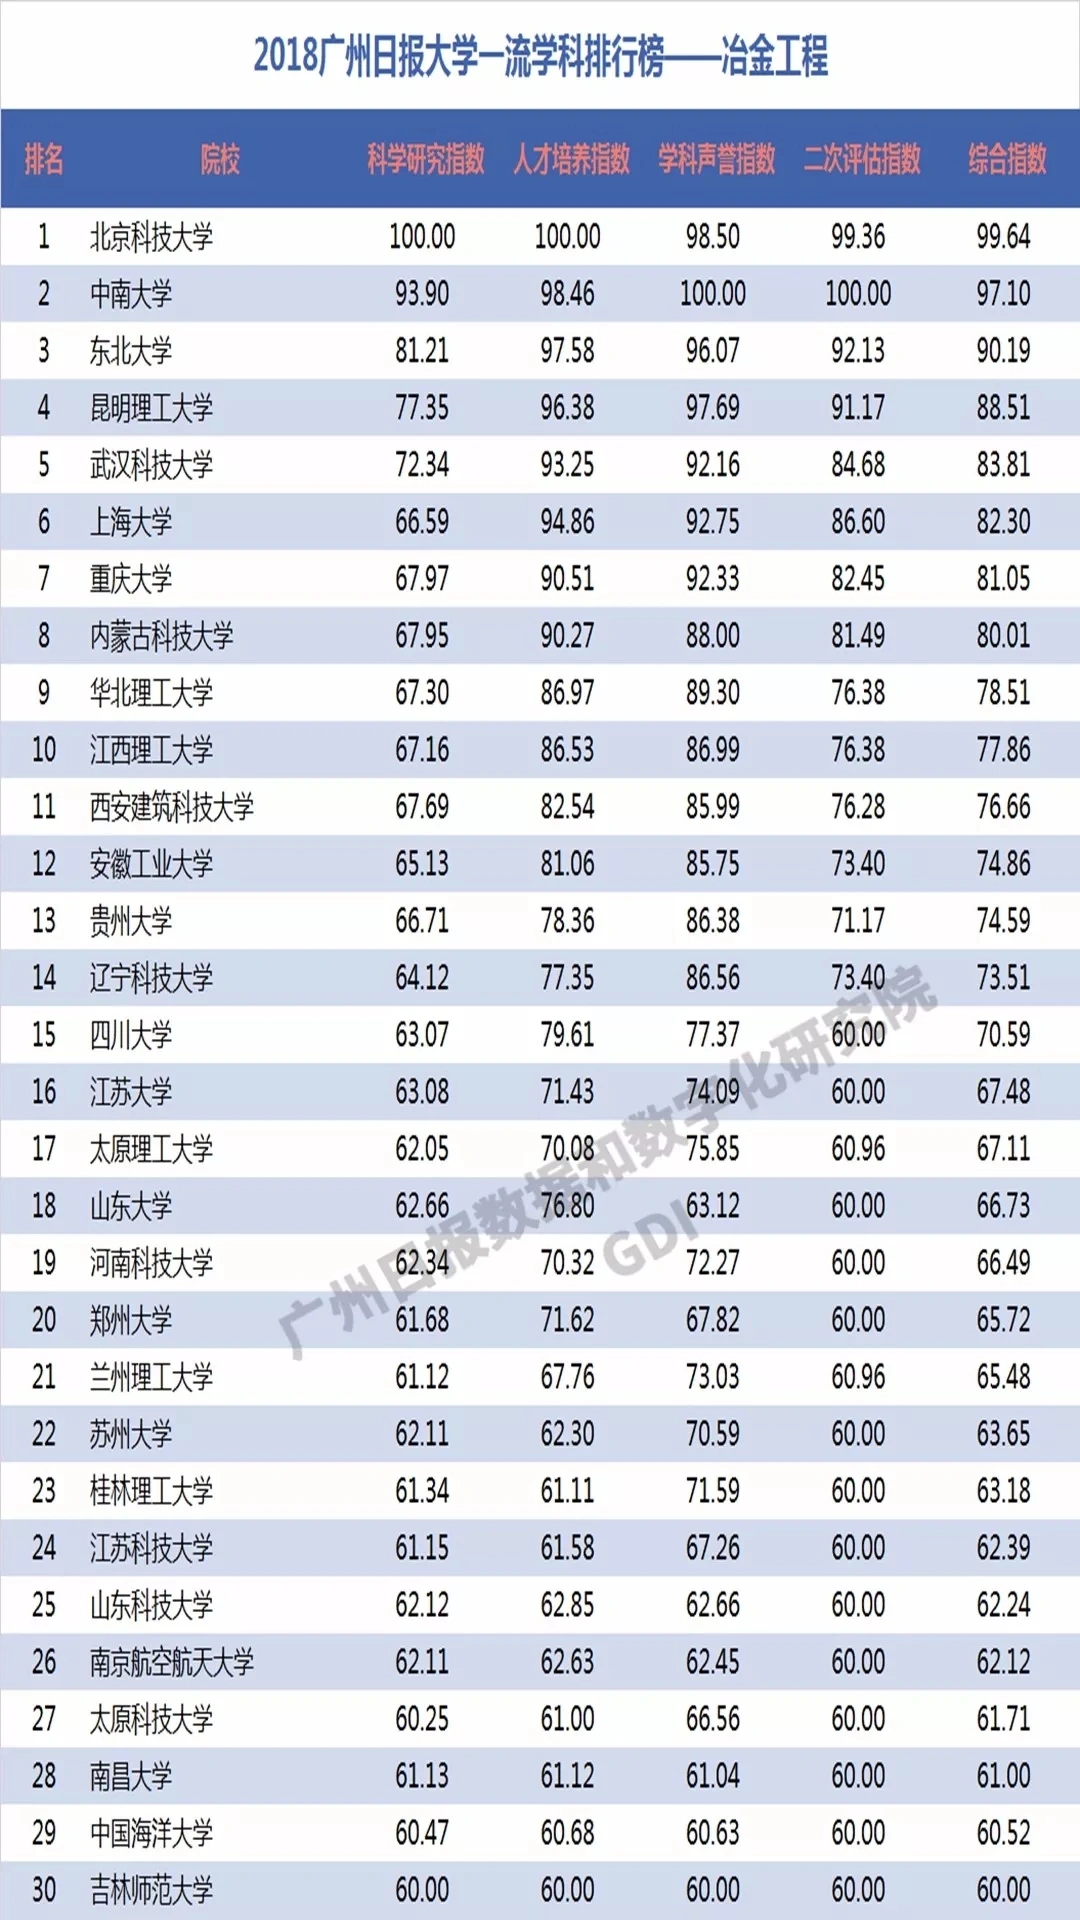 2018广州日报大学一流学科排行榜——冶金工程
排名 院校 科学研究指数 人才培养指数 学科声誉指数 二次评估指数 综合指数
1 北京科技大学 100.00 100.00 98.50 99.36 99.64
2 中南大学 93.90 98.46 100.00 100.00 97.10
3 东北大学 81.21 97.58 96.07 92.13 90.19
4 昆明理工大学 77.35 96.38 97.69 91.17 88.51
5 武汉科技大学 72.34 93.25 92.16 84.68 83.81
6 上海大学 66.59 94.86 92.75 86.60 82.30
7 重庆大学 67.97 90.51 92.33 82.45 81.05
8 内蒙古科技大学 67.95 90.27 88.00 81.49 80.01
9 华北理工大学 67.30 86.97 89.30 76.38 78.51
10 江西理工大学 67.16 86.53 86.99 76.38 77.86
11 西安建筑科技大学 67.69 82.54 85.99 76.28 76.66
12 安徽工业大学 65.13 81.06 85.75 73.40 74.86
13 贵州大学 66.71 78.36 86.38 71.17 74.59
14 辽宁科技大学 64.12 77.35 86.56 73.40 73.51
15 四川大学 63.07 79.61 77.37 60.00 70.59
16 江苏大学 63.08 71.43 74.09 60.00 67.48
17 太原理工大学 62.05 70.08 75.85 60.96 67.11
18 山东大学 62.66 76.80 63.12 60.00 66.73
19 河南科技大学 62.34 70.32 72.27 60.00 66.49
20 郑州大学 61.68 71.62 67.82 60.00 65.72
21 兰州理工大学 61.12 67.76 73.03 60.96 65.48
22 苏州大学 62.11 62.30 70.59 60.00 63.65
23 桂林理工大学 61.34 61.11 71.59 60.00 63.18
24 江苏科技大学 61.15 61.58 67.26 60.00 62.39
25 山东科技大学 62.12 62.85 62.66 60.00 62.24
26 南京航空航天大学 62.11 62.63 62.45 60.00 62.12
27 太原科技大学 60.25 61.00 66.56 60.00 61.71
28 南昌大学 61.13 61.12 61.04 60.00 61.00
29 中国海洋大学 60.47 60.68 60.63 60.00 60.52
30 吉林师范大学 60.00 60.00 60.00 60.00 60.00
广州日报数据和数字化研究院
GDI